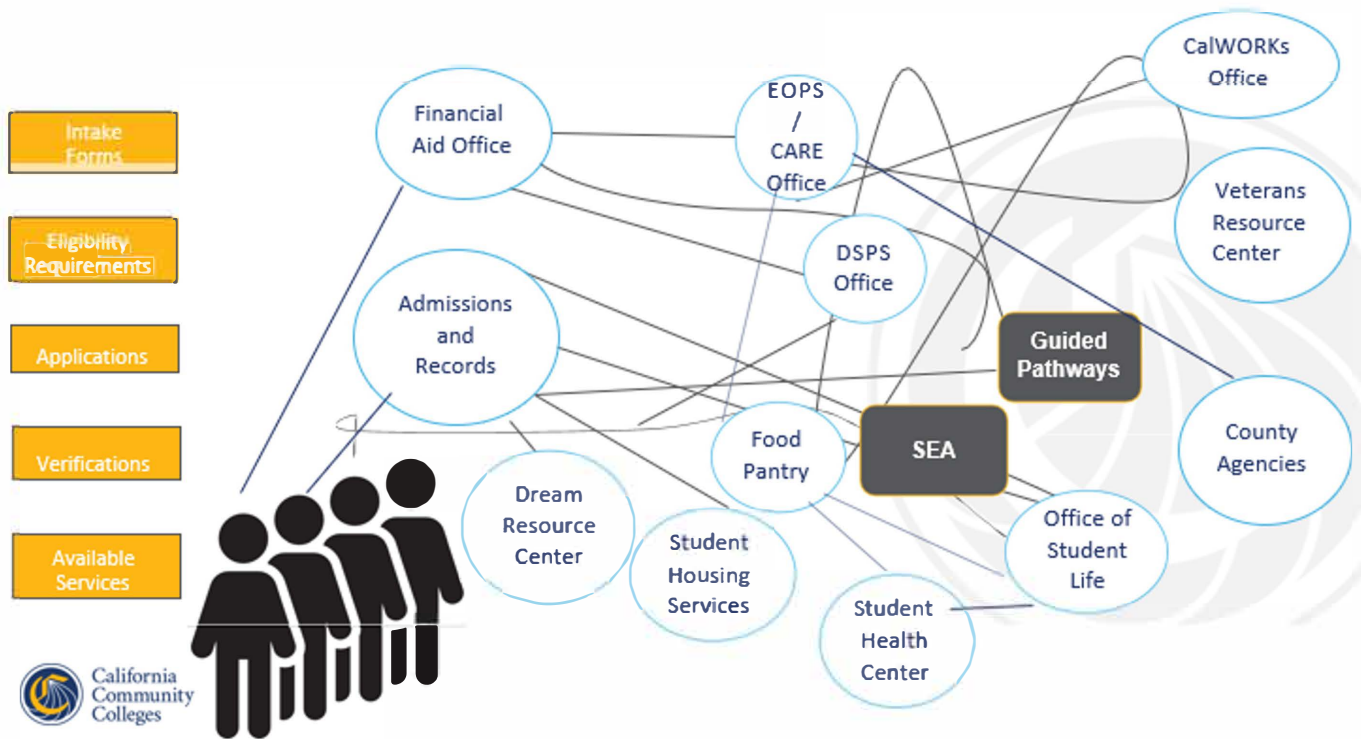 Intake
Forms
Eligibility
Requirements
Applications
Verifications
Available
Services
California
Community
Colleges
Financial
Aid Office
EOPS
/
CARE
Office
CalWORKs
Office
Veterans
Resource
Center
DSPS
Office
Admissions
and
Records
Guided
Pathways
SEA
County
Agencies
Food
Pantry
Dream
Resource
Center
Student
Housing
Services
Office of
Student
Life
Student
Health
Center